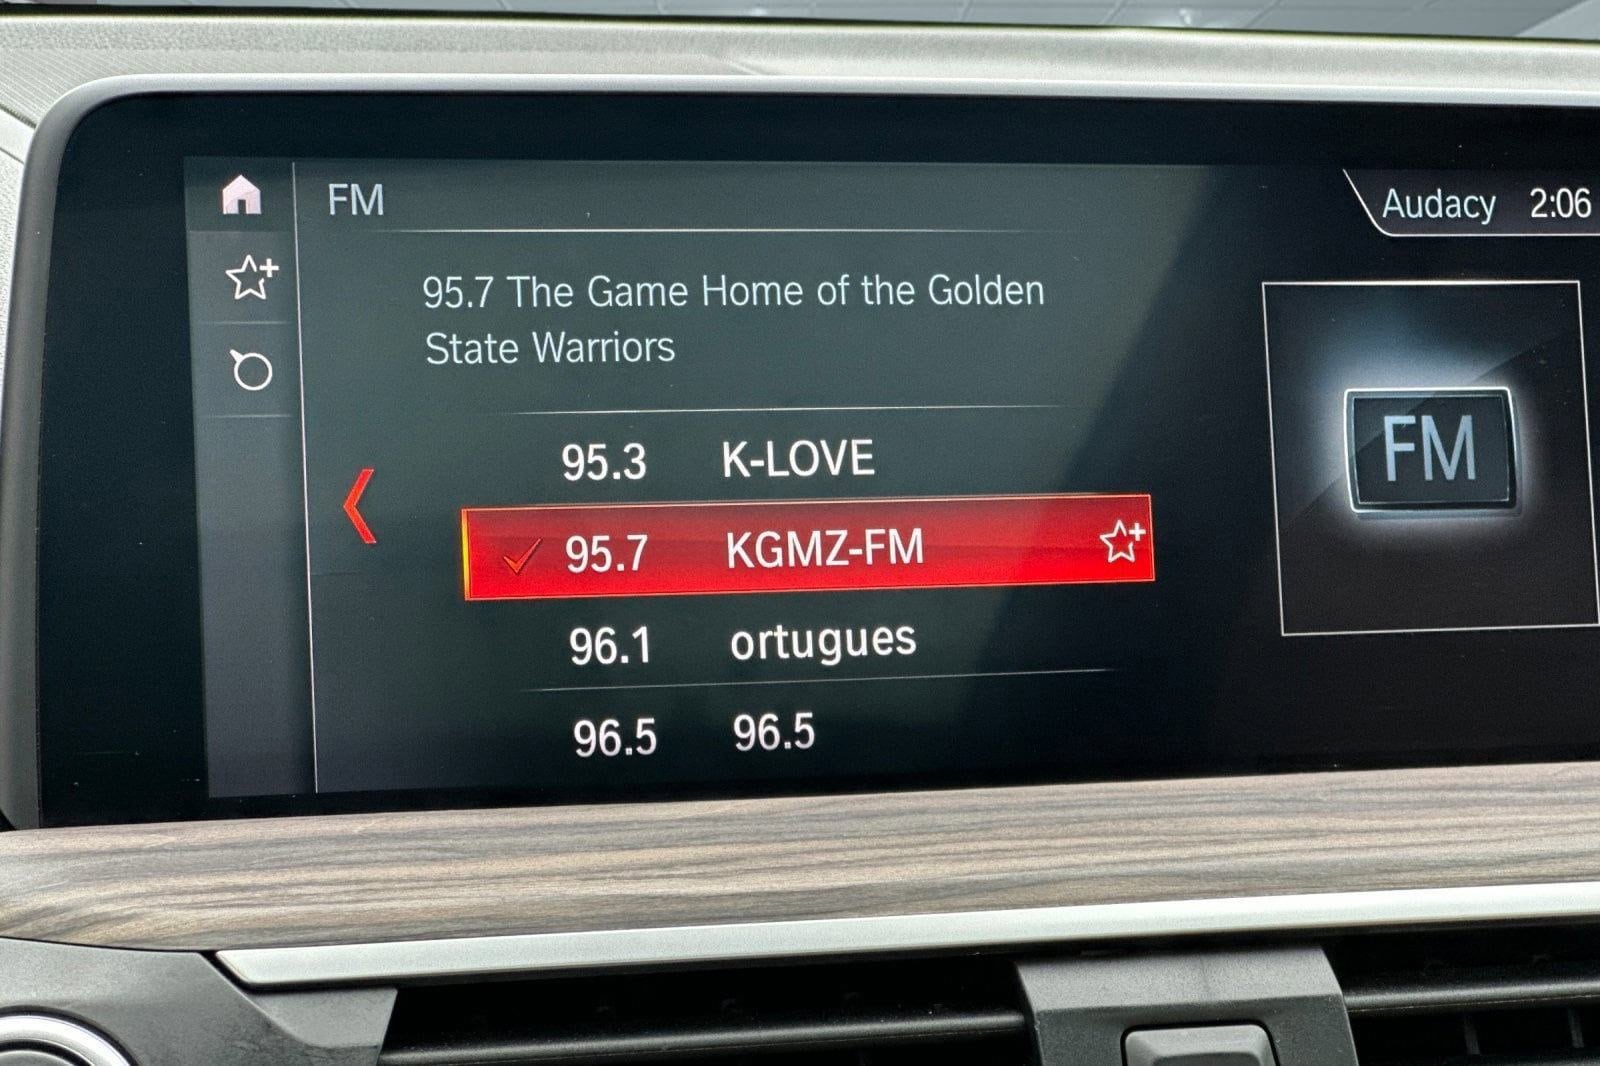 FM
Audacy 2:06
95.7 The Game Home of the Golden
State Warriors
95.3 K-LOVE
95.7 KGMZ-FM
FM
96.1 ortugues
96.5 96.5